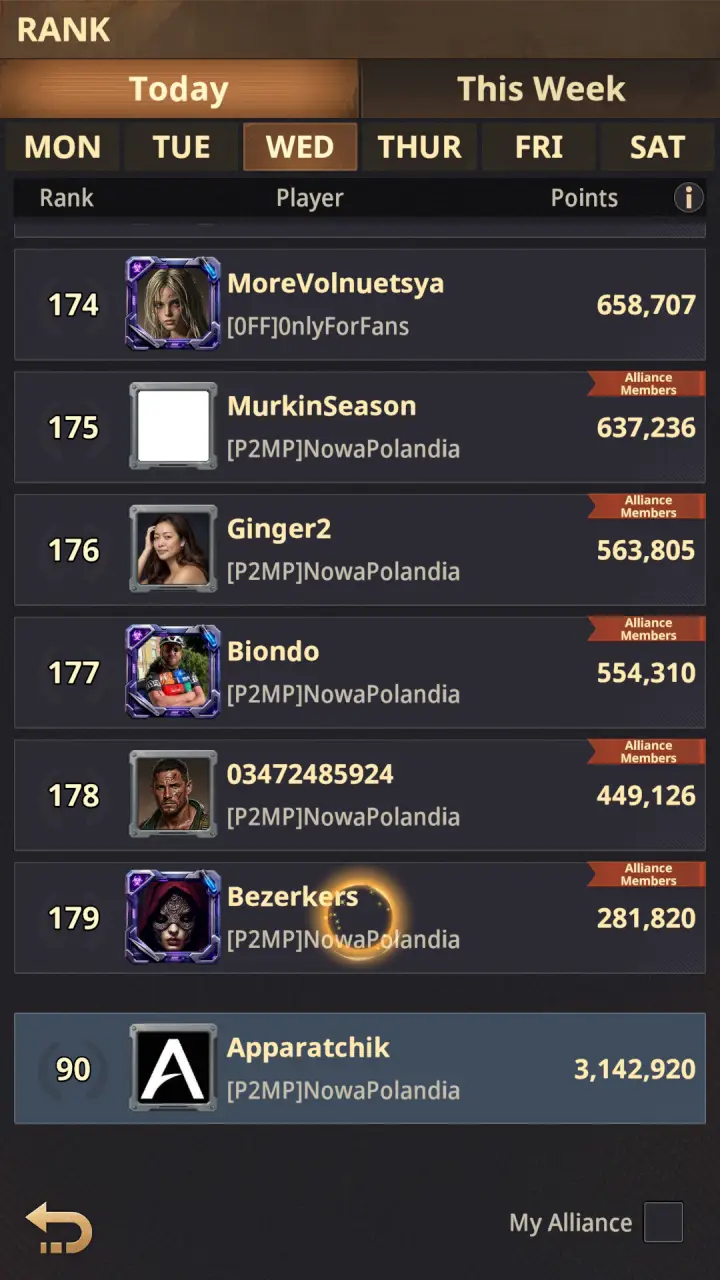 RANK
Today
This Week
MON TUE WED THUR FRI SAT
Rank Player Points i
174 MoreVolnuetsya 658,707
[0FF]0nlyForFans
Alliance Members
175 MurkinSeason 637,236
[P2MP]NowaPolandia
Alliance Members
176 Ginger2 563,805
[P2MP]NowaPolandia
Alliance Members
177 Biondo 554,310
[P2MP]NowaPolandia
Alliance Members
178 03472485924 449,126
[P2MP]NowaPolandia
Alliance Members
179 Bezerkers 281,820
[P2MP]NowaPolandia
90 Apparatchik 3,142,920
[P2MP]NowaPolandia
My Alliance